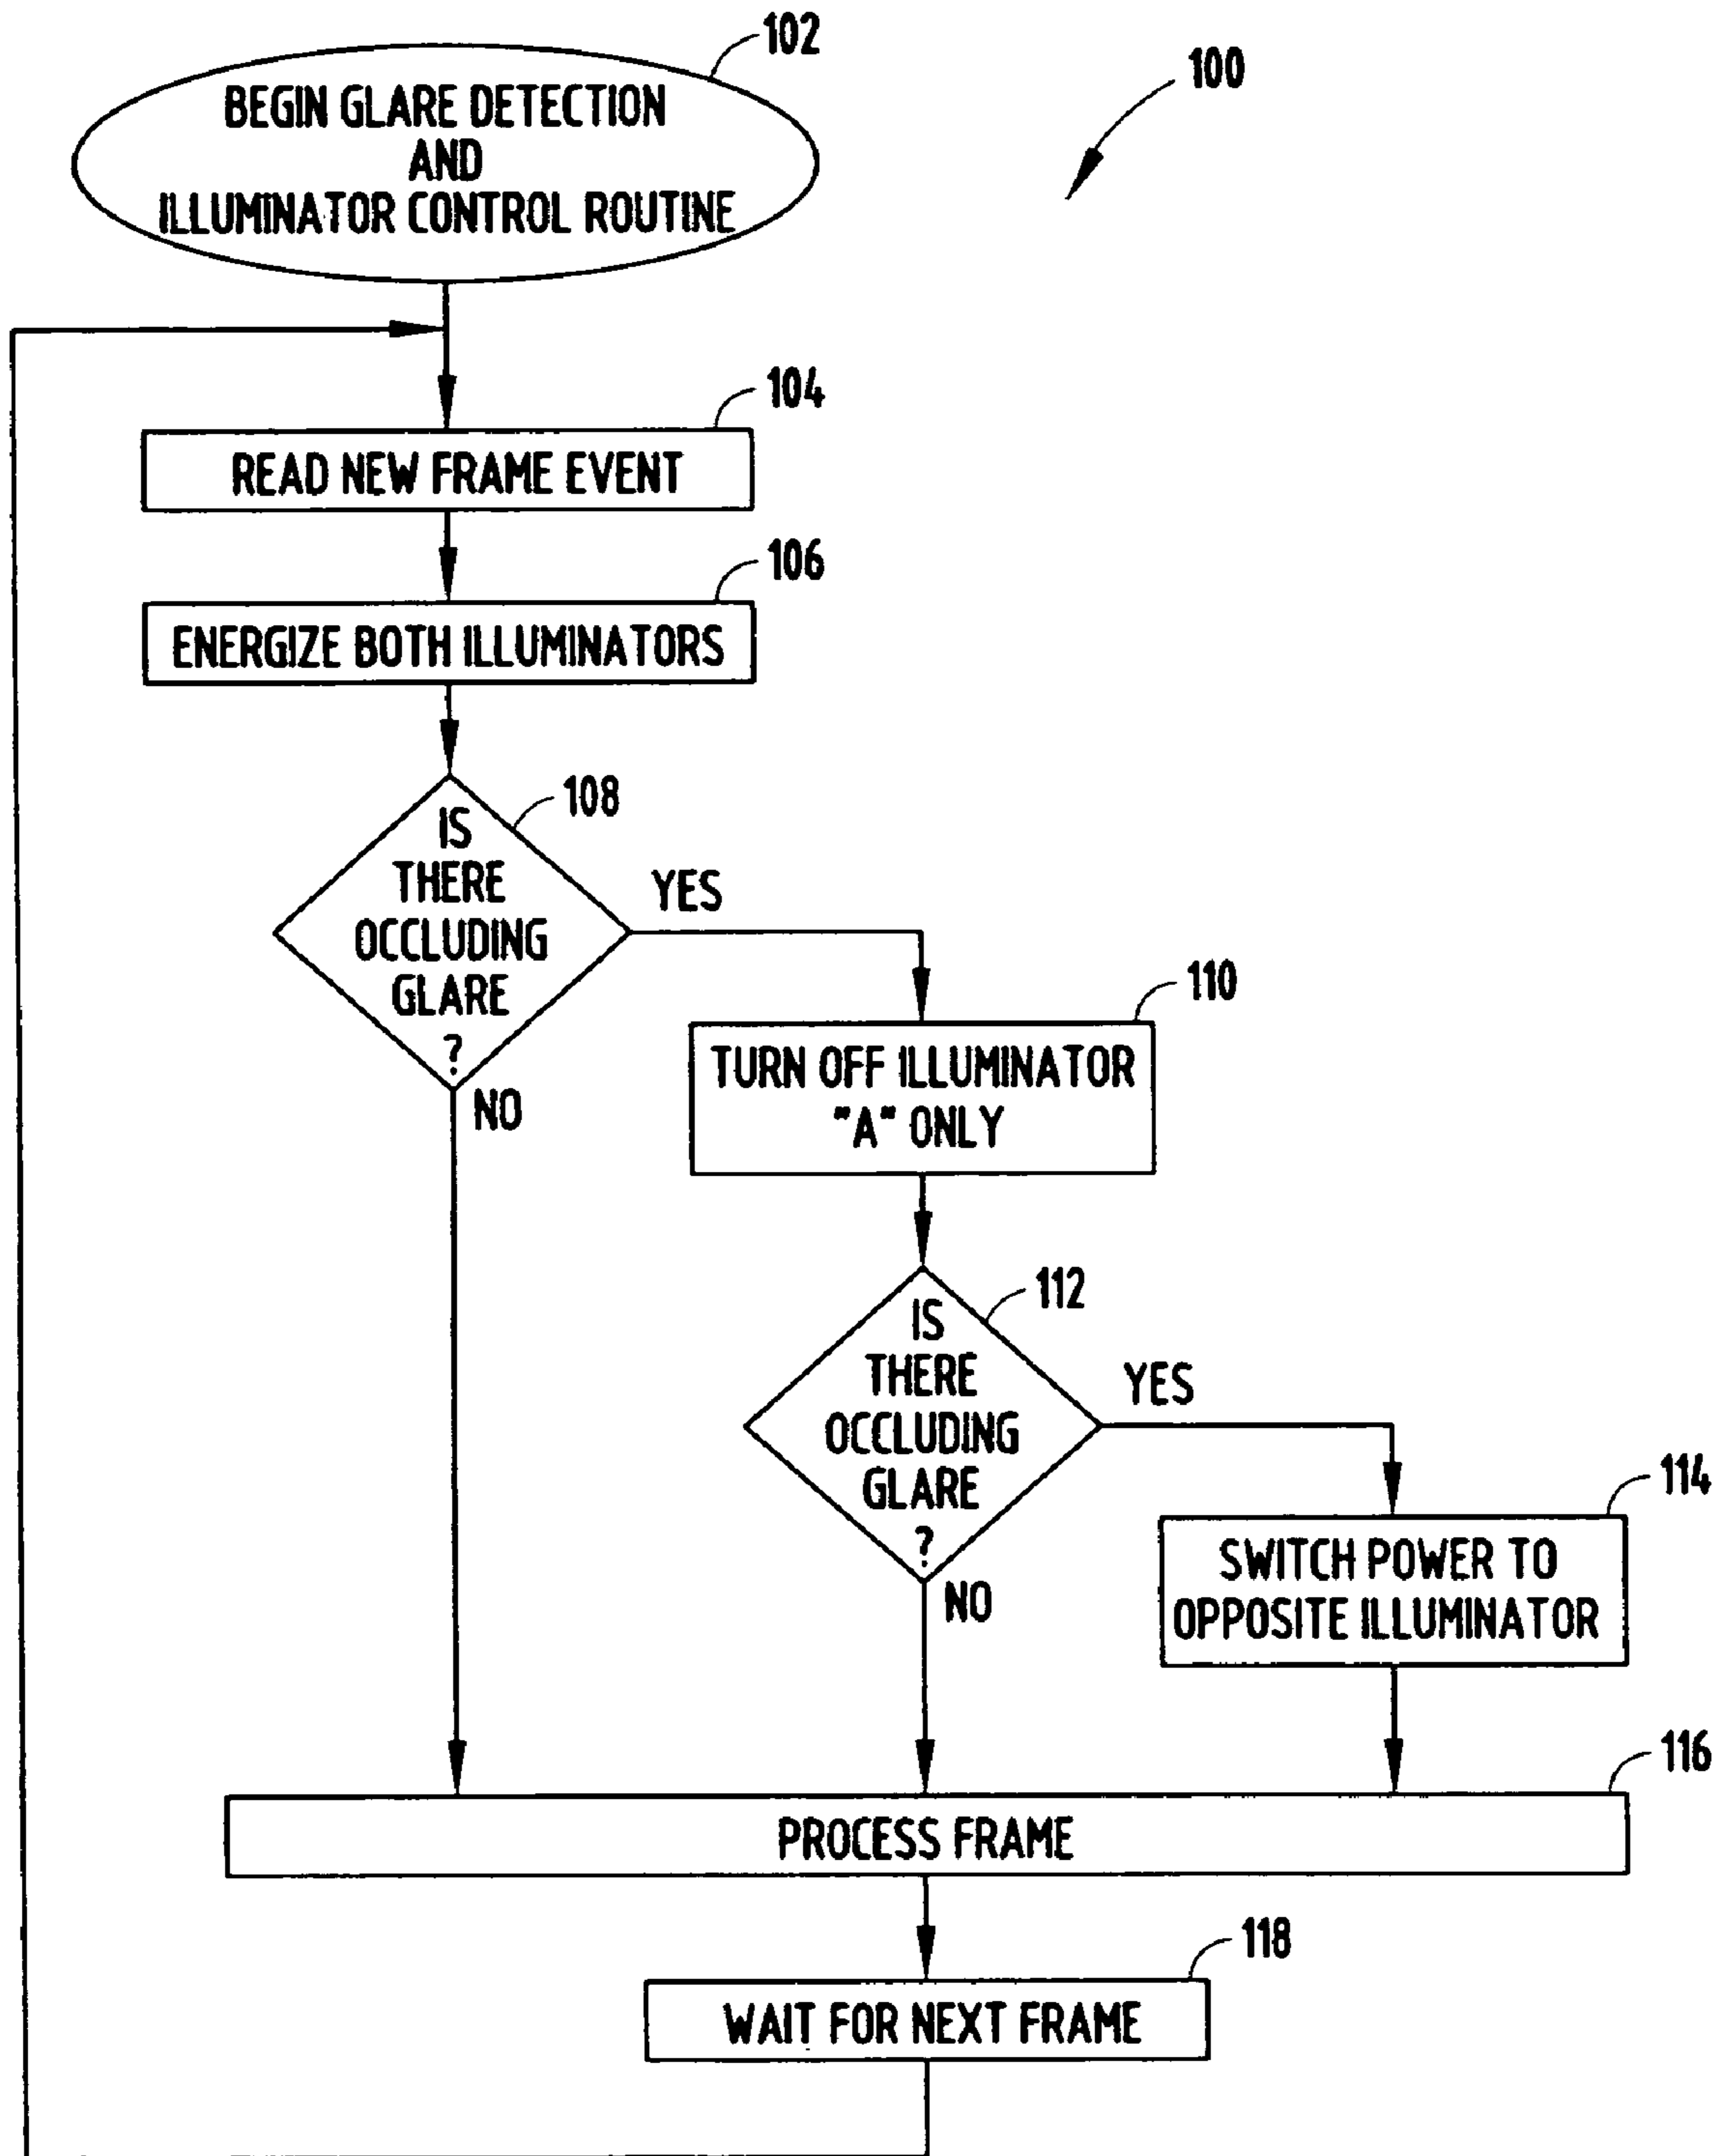 102
BEGIN GLARE DETECTION
AND
ILLUMINATOR CONTROL ROUTINE
100
104
READ NEW FRAME EVENT
106
ENERGIZE BOTH ILLUMINATORS
108
IS
THERE
OCCLUDING
GLARE
?
YES
NO
110
TURN OFF ILLUMINATOR
"A" ONLY
112
IS
THERE
OCCLUDING
GLARE
?
YES
NO
114
SWITCH POWER TO
OPPOSITE ILLUMINATOR
116
PROCESS FRAME
118
WAIT FOR NEXT FRAME